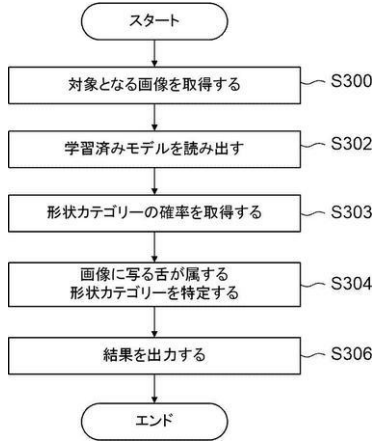 スタート
対象となる画像を取得する
S300
学習済みモデルを読み出す
S302
形状カテゴリーの確率を取得する
S303
画像に写る舌が属する
形状カテゴリーを特定する
S304
結果を出力する
S306
エンド